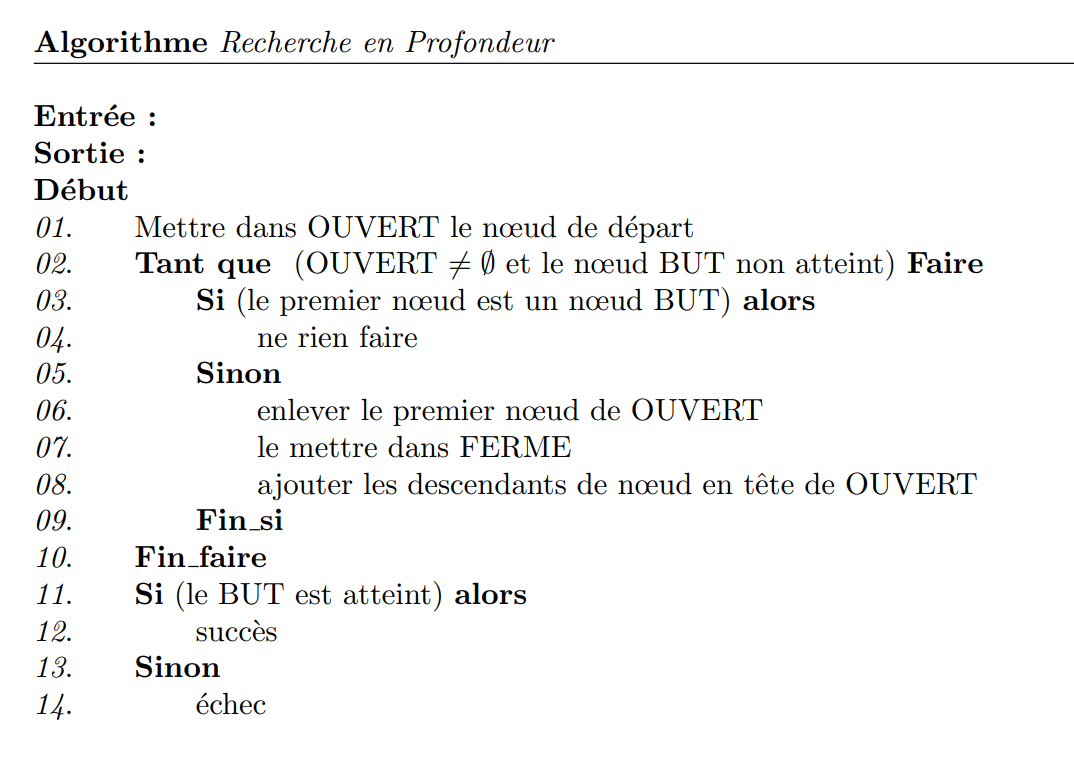 Algorithme Recherche en Profondeur
Entrée :
Sortie :
Début
01. Mettre dans OUVERT le nœud de départ
02. Tant que (OUVERT ≠ ∅ et le nœud BUT non atteint) Faire
03. Si (le premier nœud est un nœud BUT) alors
04. ne rien faire
05. Sinon
06. enlever le premier nœud de OUVERT
07. le mettre dans FERME
08. ajouter les descendants de nœud en tête de OUVERT
09. Fin_si
10. Fin_faire
11. Si (le BUT est atteint) alors
12. succès
13. Sinon
14. échec